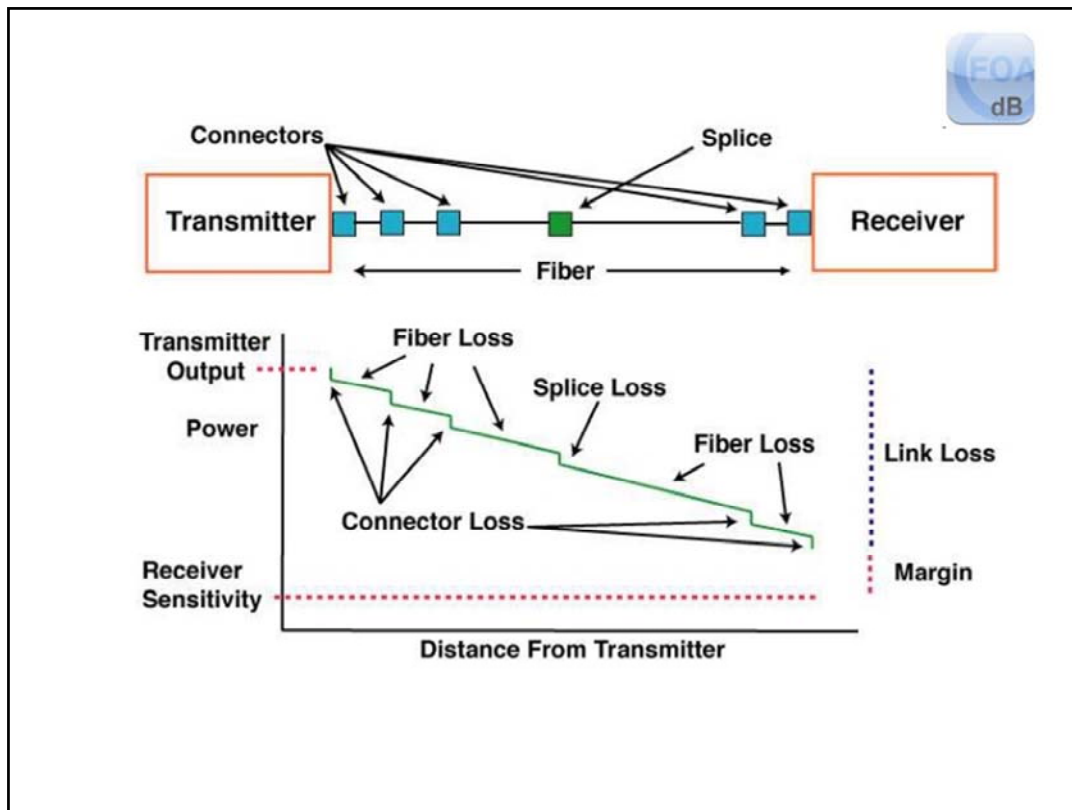 FOA
dB
Connectors
Splice
Transmitter
Receiver
Fiber
Transmitter
Output
Fiber Loss
Splice Loss
Power
Fiber Loss
Link Loss
Connector Loss
Receiver
Sensitivity
Margin
Distance From Transmitter